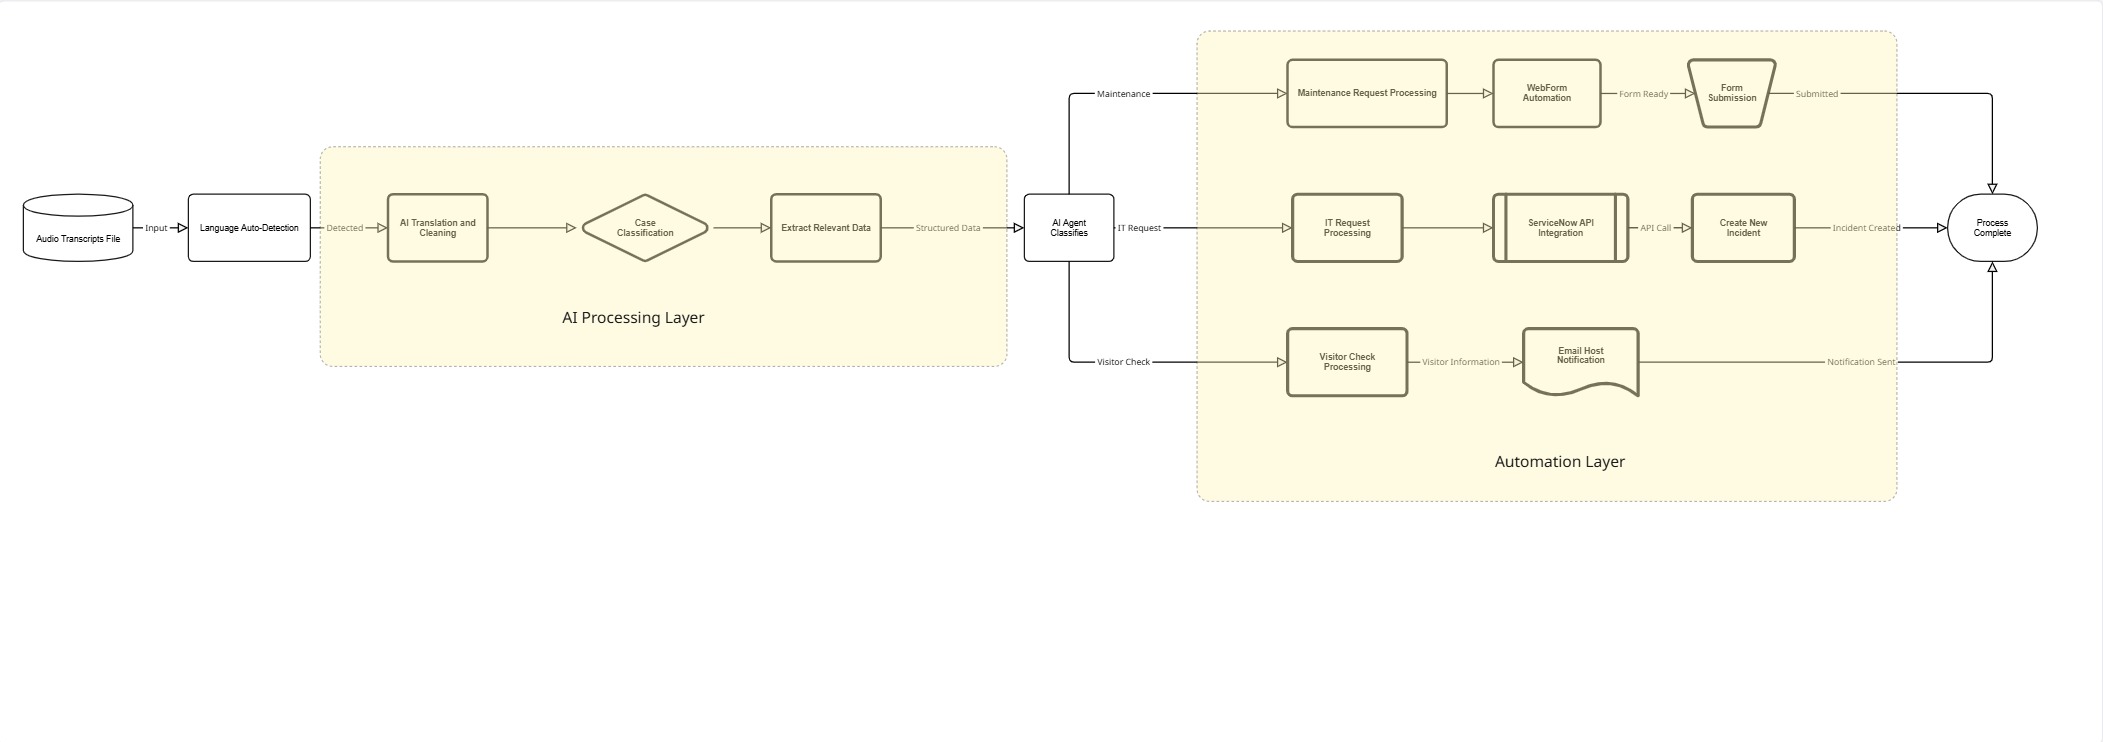 Audio Transcripts File
Input
Language Auto-Detection
Detected
AI Translation and
Cleaning
Case
Classification
Extract Relevant Data
Structured Data
AI Processing Layer
AI Agent
Classifies
Maintenance
Maintenance Request Processing
WebForm
Automation
Form Ready
Form
Submission
Submitted
IT Request
IT Request
Processing
ServiceNow API
Integration
API Call
Create New
Incident
Incident Created
Visitor Check
Visitor Check
Processing
Visitor Information
Email Host
Notification
Notification Sent
Automation Layer
Process
Complete